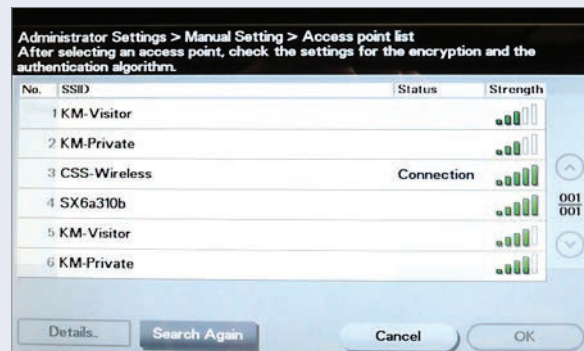 Administrator Settings > Manual Setting > Access point list
After selecting an access point, check the settings for the encryption and the
authentication algorithm.
No. SSID Status Strength
1 KM-Visitor
2 KM-Private
3 CSS-Wireless Connection
4 SX6a310b
5 KM-Visitor
6 KM-Private
001
001
Details.. Search Again Cancel OK